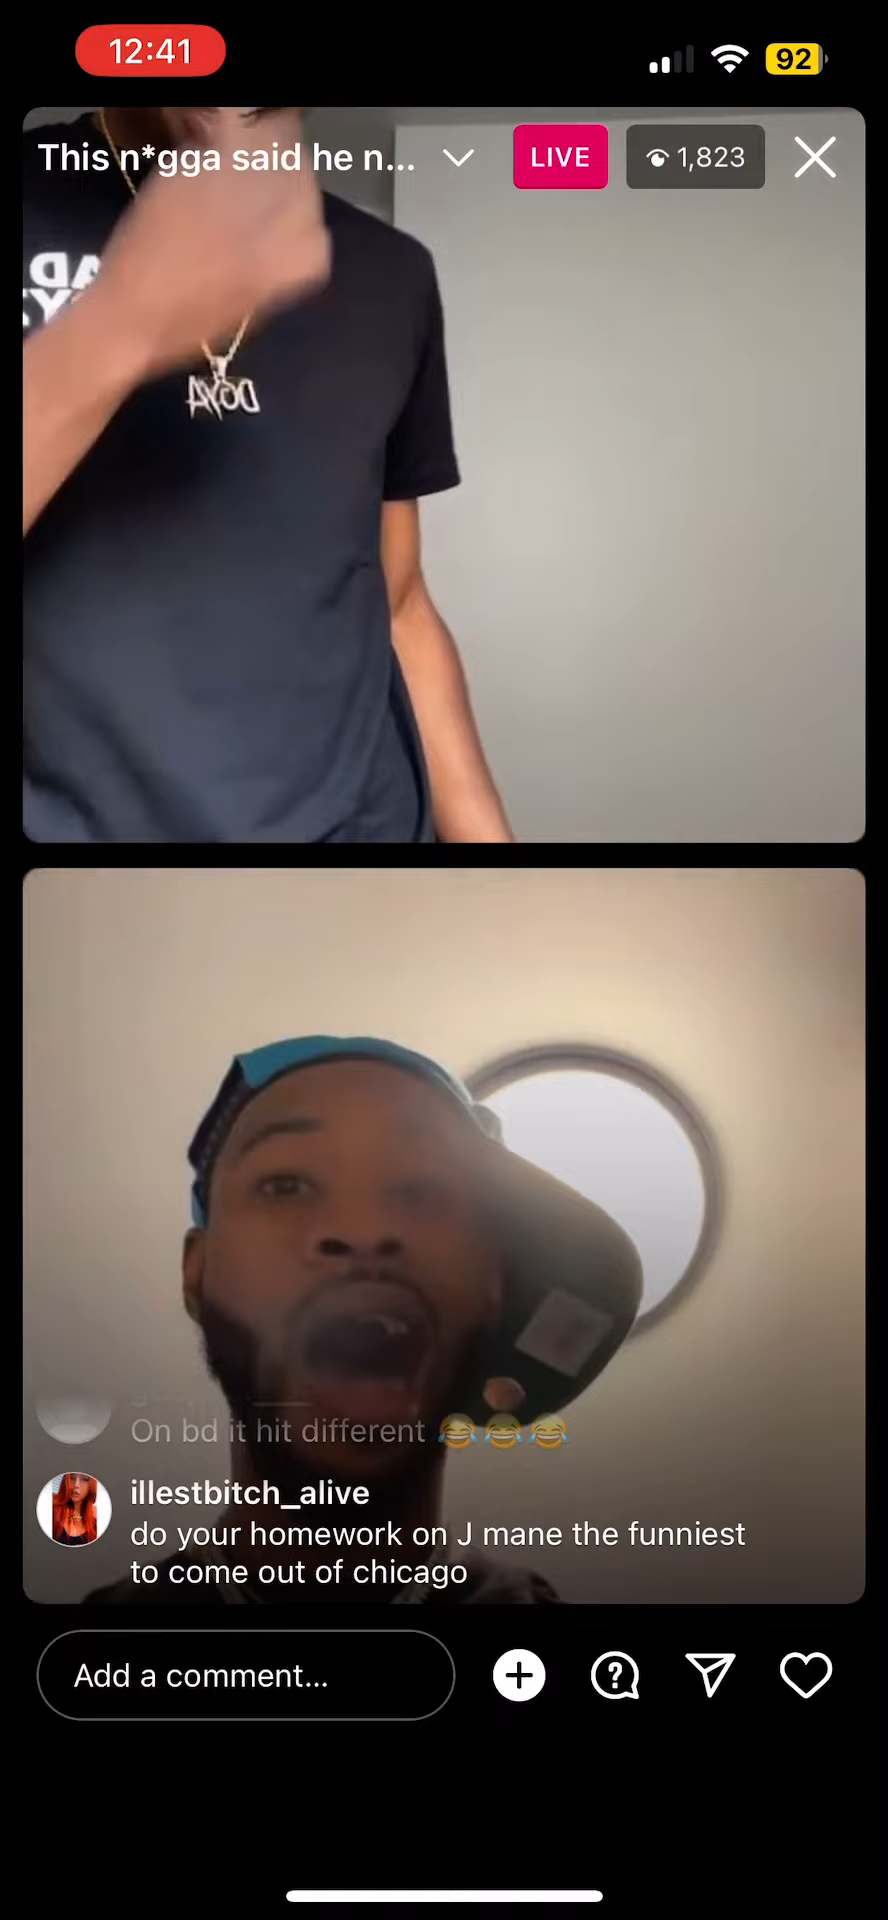 12:41
92
This n*gga said he n...
LIVE
1,823
DOYA
On bd it hit different 😂😂😂
illestbitch_alive
do your homework on J mane the funniest
to come out of chicago
Add a comment...